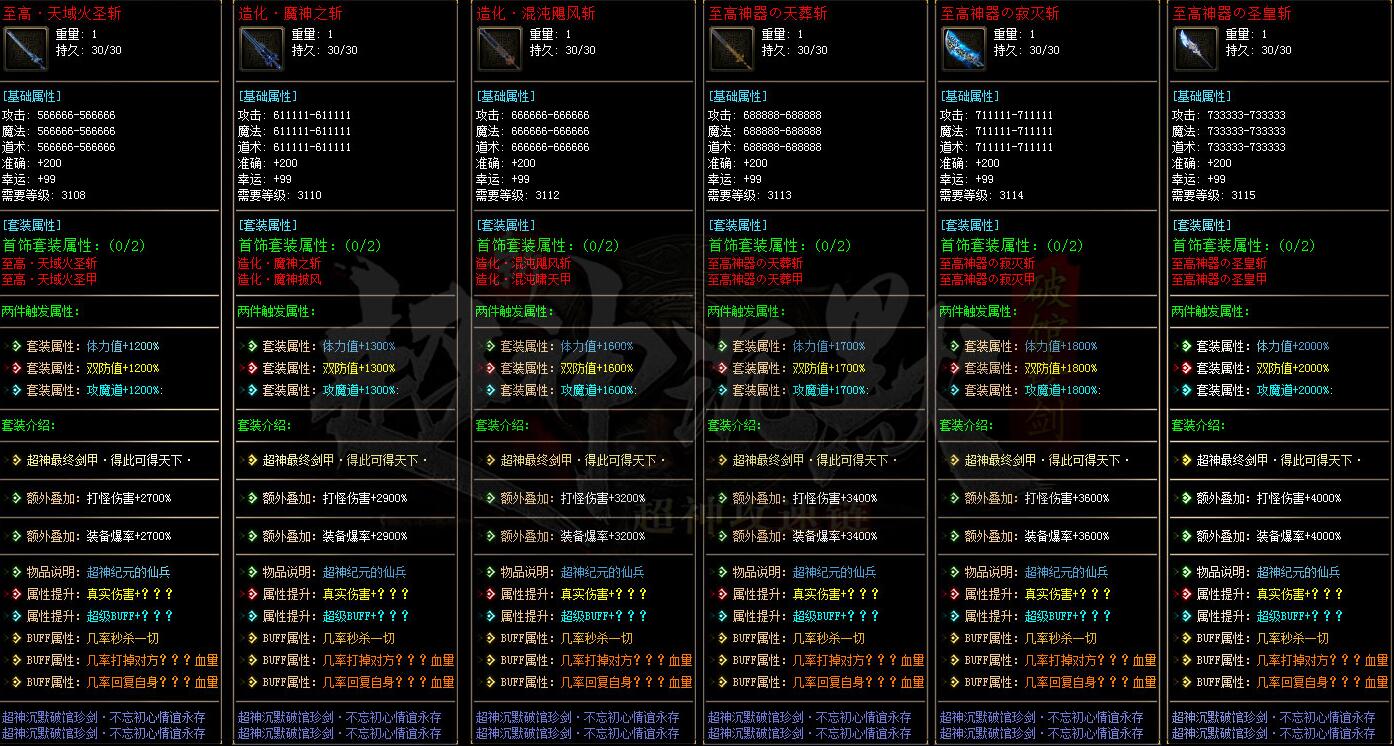 至高·天域火圣斩
重量: 1
持久: 30/30
[基础属性]
攻击: 566666-566666
魔法: 566666-566666
道术: 566666-566666
准确: +200
幸运: +99
需要等级: 3108
[套装属性]
首饰套装属性: (0/2)
至高·天域火圣斩
至高·天域火圣甲
两件触发属性:
套装属性: 体力值+1200%
套装属性: 双防值+1200%
套装属性: 攻魔道+1200%:
套装介绍:
超神最终剑甲·得此可得天下·
额外叠加: 打怪伤害+2700%
额外叠加: 装备爆率+2700%
物品说明: 超神纪元的仙兵
属性提升: 真实伤害+？？？
属性提升: 超级BUFF+？？？
BUFF属性: 几率秒杀一切
BUFF属性: 几率打掉对方？？？血量
BUFF属性: 几率回复自身？？？血量
超神沉默破馆珍剑·不忘初心情谊永存
超神沉默破馆珍剑·不忘初心情谊永存
造化·魔神之斩
重量: 1
持久: 30/30
[基础属性]
攻击: 611111-611111
魔法: 611111-611111
道术: 611111-611111
准确: +200
幸运: +99
需要等级: 3110
[套装属性]
首饰套装属性: (0/2)
造化·魔神之斩
造化·魔神披风
两件触发属性:
套装属性: 体力值+1300%
套装属性: 双防值+1300%
套装属性: 攻魔道+1300%:
套装介绍:
超神最终剑甲·得此可得天下·
额外叠加: 打怪伤害+2900%
额外叠加: 装备爆率+2900%
物品说明: 超神纪元的仙兵
属性提升: 真实伤害+？？？
属性提升: 超级BUFF+？？？
BUFF属性: 几率秒杀一切
BUFF属性: 几率打掉对方？？？血量
BUFF属性: 几率回复自身？？？血量
超神沉默破馆珍剑·不忘初心情谊永存
超神沉默破馆珍剑·不忘初心情谊永存
造化·混沌飓风斩
重量: 1
持久: 30/30
[基础属性]
攻击: 666666-666666
魔法: 666666-666666
道术: 666666-666666
准确: +200
幸运: +99
需要等级: 3112
[套装属性]
首饰套装属性: (0/2)
造化·混沌飓风斩
造化·混沌啸天甲
两件触发属性:
套装属性: 体力值+1600%
套装属性: 双防值+1600%
套装属性: 攻魔道+1600%:
套装介绍:
超神最终剑甲·得此可得天下·
额外叠加: 打怪伤害+3200%
额外叠加: 装备爆率+3200%
物品说明: 超神纪元的仙兵
属性提升: 真实伤害+？？？
属性提升: 超级BUFF+？？？
BUFF属性: 几率秒杀一切
BUFF属性: 几率打掉对方？？？血量
BUFF属性: 几率回复自身？？？血量
超神沉默破馆珍剑·不忘初心情谊永存
超神沉默破馆珍剑·不忘初心情谊永存
至高神器の天葬斩
重量: 1
持久: 30/30
[基础属性]
攻击: 688888-688888
魔法: 688888-688888
道术: 688888-688888
准确: +200
幸运: +99
需要等级: 3113
[套装属性]
首饰套装属性: (0/2)
至高神器の天葬斩
至高神器の天葬甲
两件触发属性:
套装属性: 体力值+1700%
套装属性: 双防值+1700%
套装属性: 攻魔道+1700%:
套装介绍:
超神最终剑甲·得此可得天下·
额外叠加: 打怪伤害+3400%
额外叠加: 装备爆率+3400%
物品说明: 超神纪元的仙兵
属性提升: 真实伤害+？？？
属性提升: 超级BUFF+？？？
BUFF属性: 几率秒杀一切
BUFF属性: 几率打掉对方？？？血量
BUFF属性: 几率回复自身？？？血量
超神沉默破馆珍剑·不忘初心情谊永存
超神沉默破馆珍剑·不忘初心情谊永存
至高神器の寂灭斩
重量: 1
持久: 30/30
[基础属性]
攻击: 711111-711111
魔法: 711111-711111
道术: 711111-711111
准确: +200
幸运: +99
需要等级: 3114
[套装属性]
首饰套装属性: (0/2)
至高神器の寂灭斩
至高神器の寂灭甲
两件触发属性:
套装属性: 体力值+1800%
套装属性: 双防值+1800%
套装属性: 攻魔道+1800%:
套装介绍:
超神最终剑甲·得此可得天下·
额外叠加: 打怪伤害+3600%
额外叠加: 装备爆率+3600%
物品说明: 超神纪元的仙兵
属性提升: 真实伤害+？？？
属性提升: 超级BUFF+？？？
BUFF属性: 几率秒杀一切
BUFF属性: 几率打掉对方？？？血量
BUFF属性: 几率回复自身？？？血量
超神沉默破馆珍剑·不忘初心情谊永存
超神沉默破馆珍剑·不忘初心情谊永存
至高神器の圣皇斩
重量: 1
持久: 30/30
[基础属性]
攻击: 733333-733333
魔法: 733333-733333
道术: 733333-733333
准确: +200
幸运: +99
需要等级: 3115
[套装属性]
首饰套装属性: (0/2)
至高神器の圣皇斩
至高神器の圣皇甲
两件触发属性:
套装属性: 体力值+2000%
套装属性: 双防值+2000%
套装属性: 攻魔道+2000%:
套装介绍:
超神最终剑甲·得此可得天下·
额外叠加: 打怪伤害+4000%
额外叠加: 装备爆率+4000%
物品说明: 超神纪元的仙兵
属性提升: 真实伤害+？？？
属性提升: 超级BUFF+？？？
BUFF属性: 几率秒杀一切
BUFF属性: 几率打掉对方？？？血量
BUFF属性: 几率回复自身？？？血量
超神沉默破馆珍剑·不忘初心情谊永存
超神沉默破馆珍剑·不忘初心情谊永存